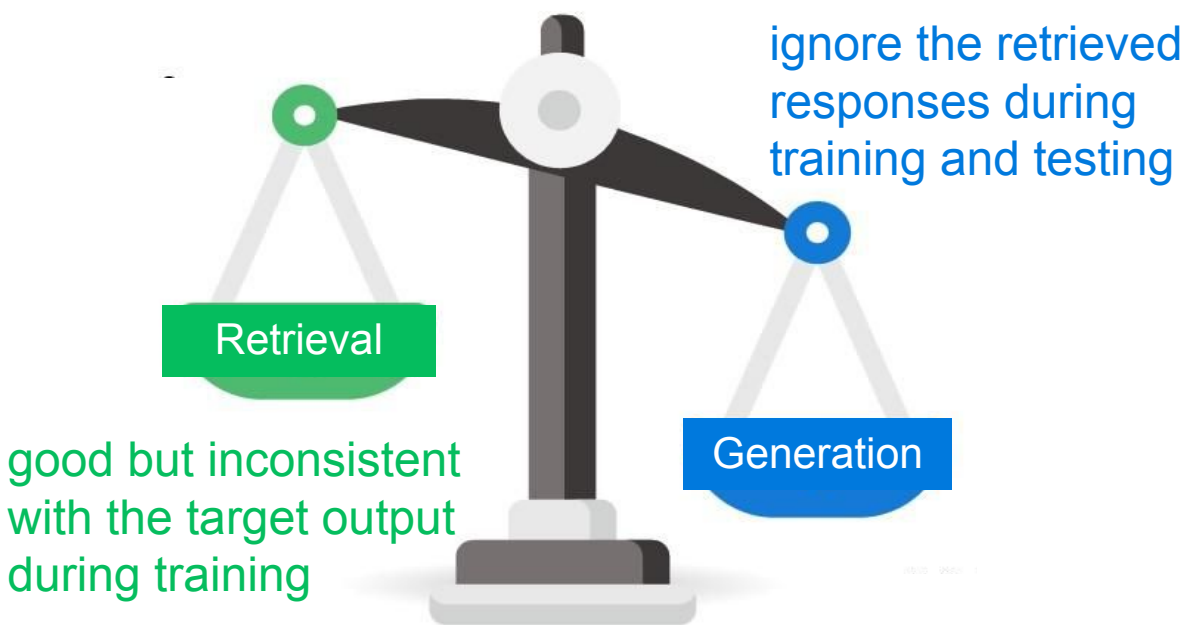 ignore the retrieved
responses during
training and testing
Retrieval
Generation
good but inconsistent
with the target output
during training